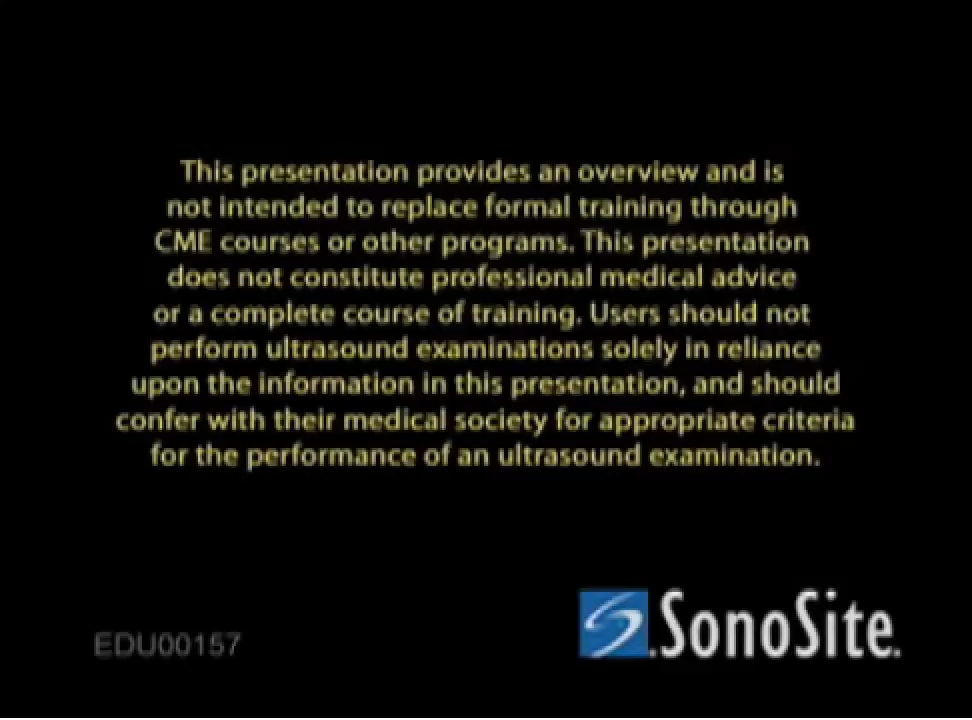 This presentation provides an overview and is
not intended to replace formal training through
CME courses or other programs. This presentation
does not constitute professional medical advice
or a complete course of training. Users should not
perform ultrasound examinations solely in reliance
upon the information in this presentation, and should
confer with their medical society for appropriate criteria
for the performance of an ultrasound examination.
EDU00157
SonoSite.